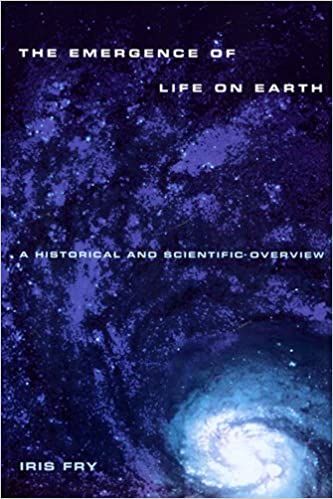 THE EMERGENCE OF
LIFE ON EARTH
A HISTORICAL AND SCIENTIFIC OVERVIEW
IRIS FRY